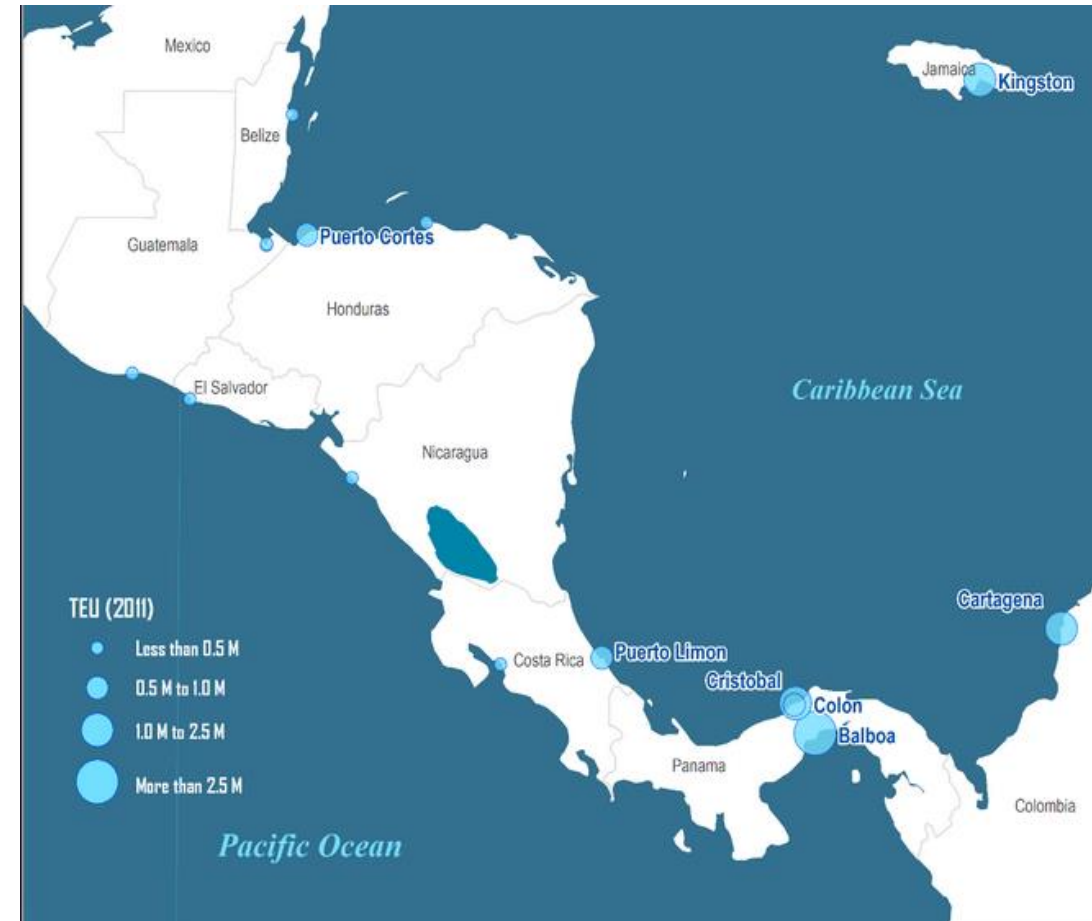 Mexico
Jamaica
Kingston
Belize
Puerto Cortes
Guatemala
Honduras
El Salvador
Caribbean Sea
Nicaragua
Cartagena
TEU (2011)
Less than 0.5 M
0.5 M to 1.0 M
1.0 M to 2.5 M
More than 2.5 M
Costa Rica
Puerto Limon
Cristobal
Colon
Balboa
Panama
Colombia
Pacific Ocean